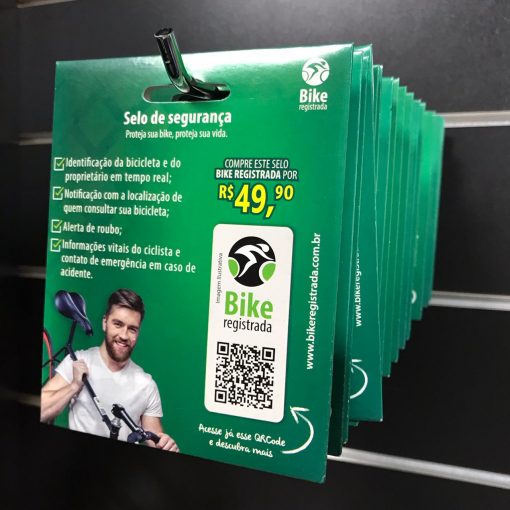 Bike
registrada
Selo de segurança
Proteja sua bike, proteja sua vida.
Identificação da bicicleta e do
proprietário em tempo real;
Notificação com a localização de
quem consultar sua bicicleta;
Alerta de roubo;
Informações vitais do ciclista e
contato de emergência em caso de
acidente.
COMPRE ESTE SELO
BIKE REGISTRADA POR
R$ 49,90
Imagem Ilustrativa
Bike
registrada
www.bikeregistrada.com.br
Acesse já esse QRCode
e descubra mais